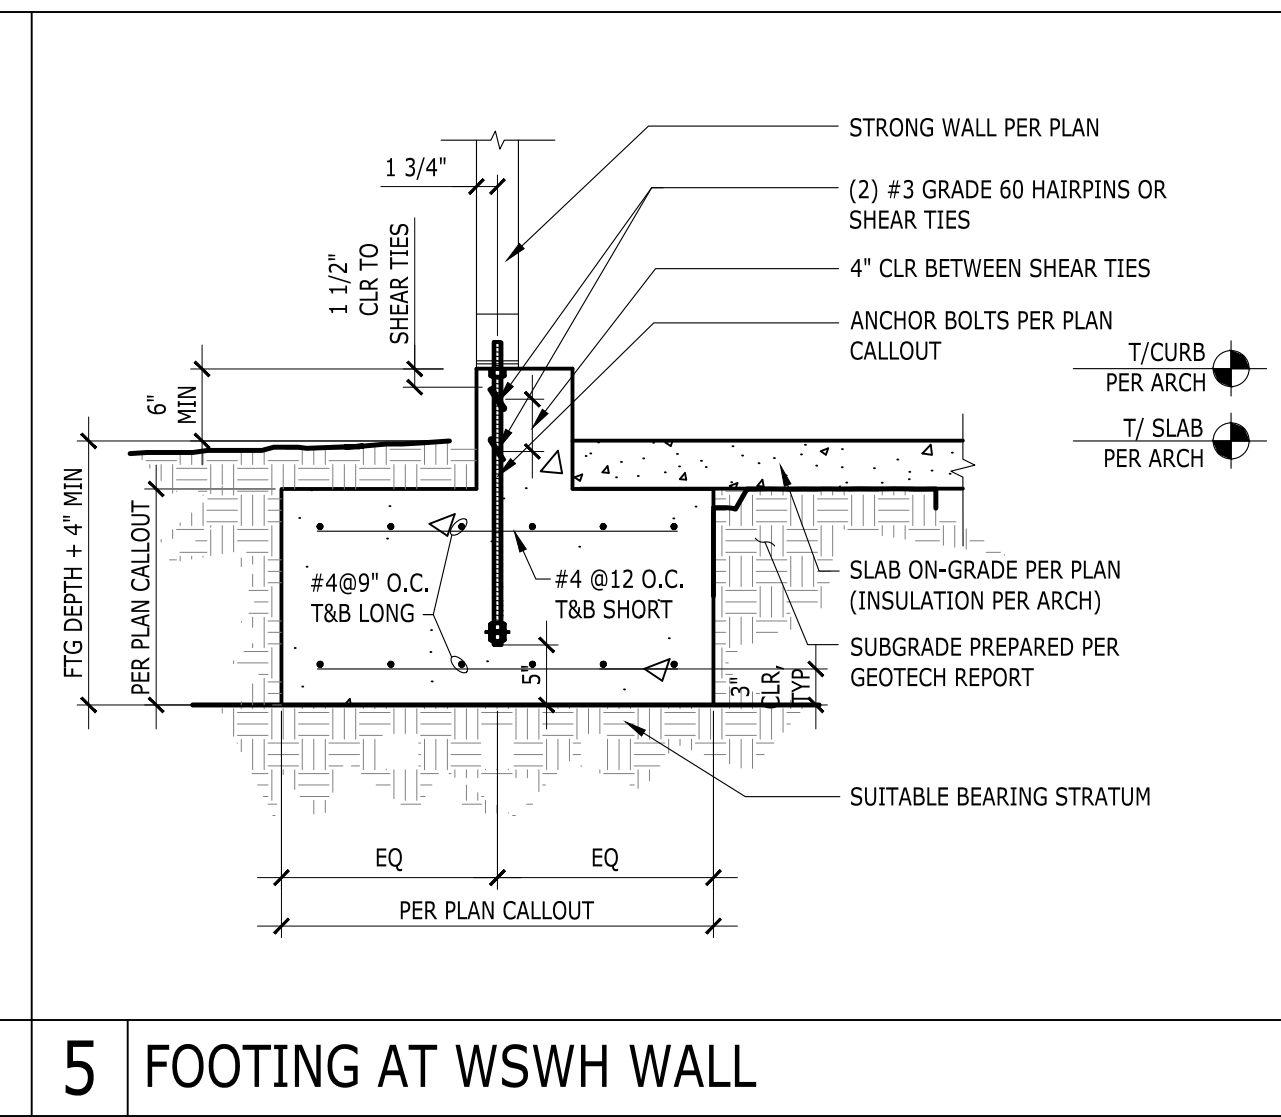 STRONG WALL PER PLAN
1 3/4"
(2) #3 GRADE 60 HAIRPINS OR
SHEAR TIES
1 1/2"
CLR TO
SHEAR TIES
4" CLR BETWEEN SHEAR TIES
ANCHOR BOLTS PER PLAN
CALLOUT
T/CURB
PER ARCH
6"
MIN
T/ SLAB
PER ARCH
FTG DEPTH + 4" MIN
PER PLAN CALLOUT
#4@9" O.C.
T&B LONG
#4 @12 O.C.
T&B SHORT
SLAB ON-GRADE PER PLAN
(INSULATION PER ARCH)
SUBGRADE PREPARED PER
GEOTECH REPORT
5"
3"
CLR,
TYP
SUITABLE BEARING STRATUM
EQ
EQ
PER PLAN CALLOUT
5
FOOTING AT WSWH WALL